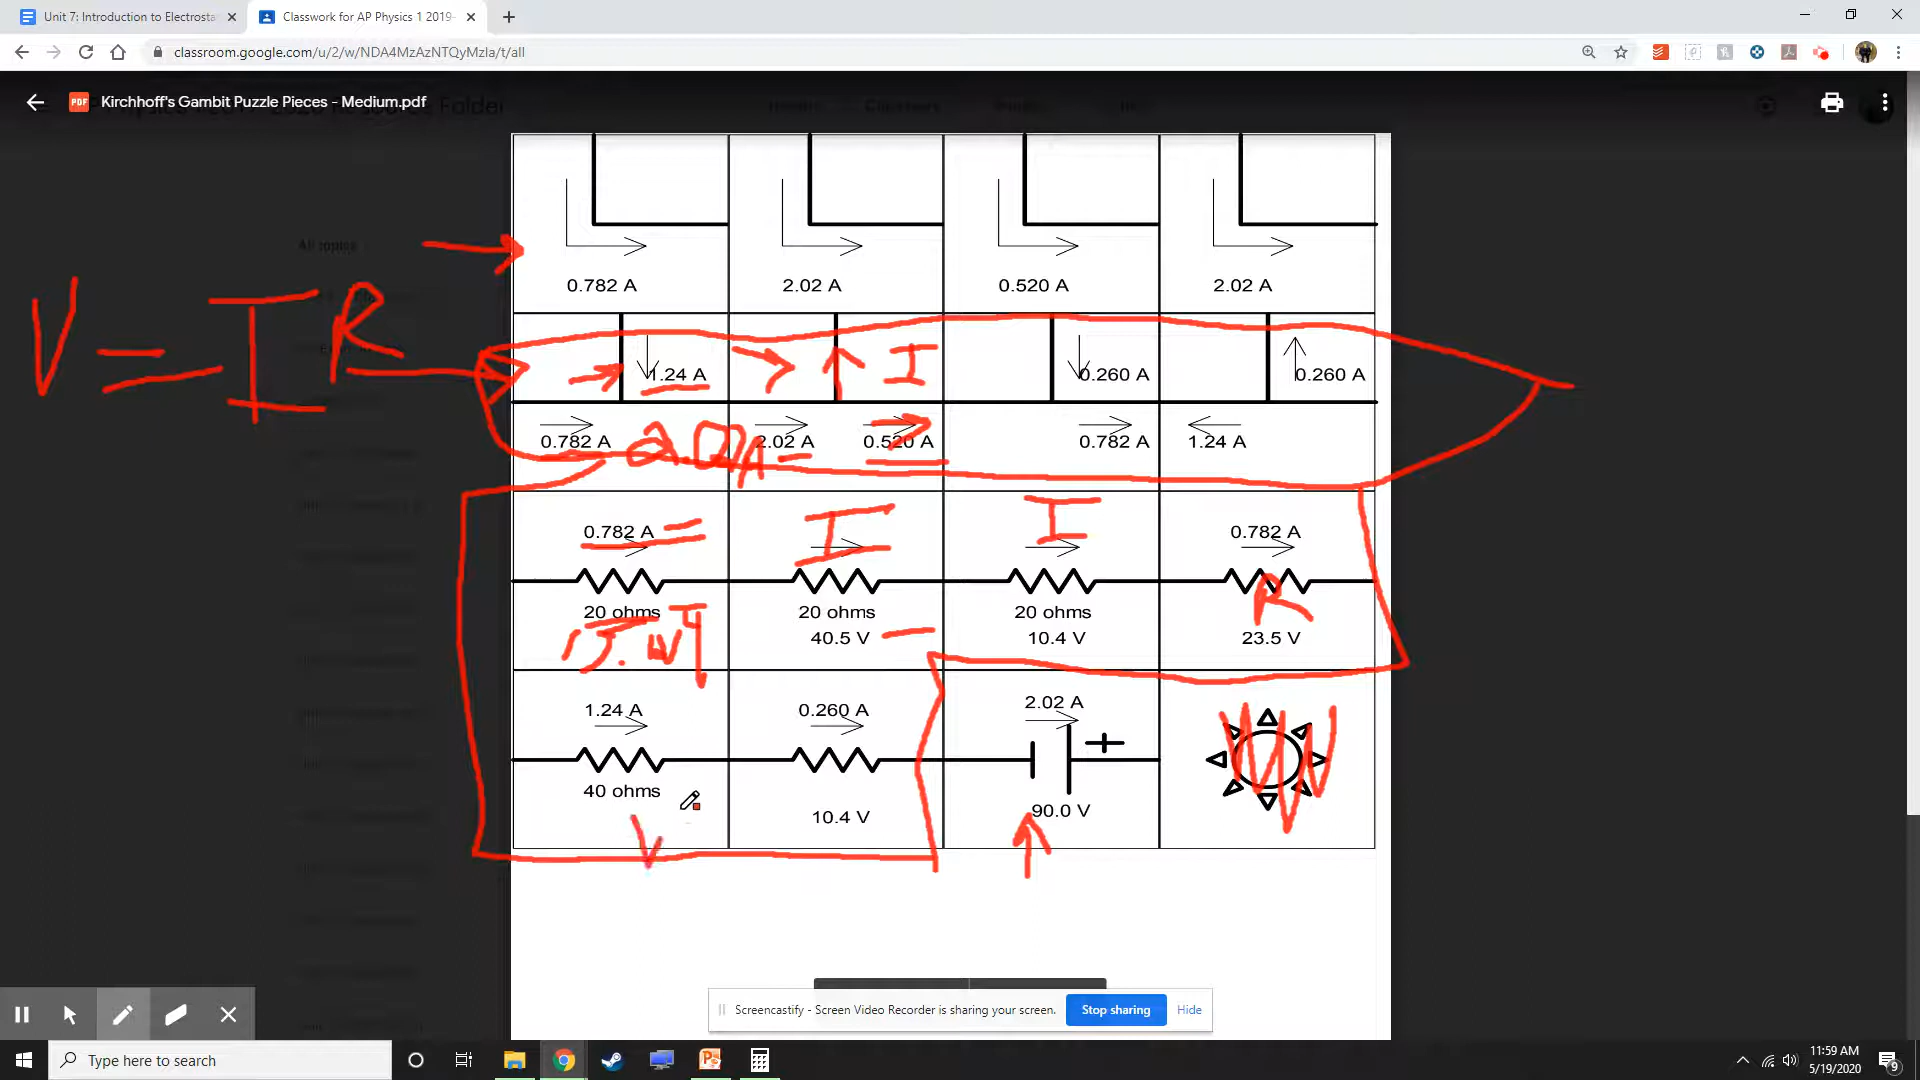 Unit 7: Introduction to Electrosta
Classwork for AP Physics 1 2019-
classroom.google.com/u/2/w/NDA4MzAzNTQyMzla/t/all
PDF Kirchhoff's Gambit Puzzle Pieces - Medium.pdf
All topics
0.782 A 2.02 A 0.520 A 2.02 A
V = I R
1.24 A I 0.260 A 0.260 A
0.782 A 2.02 A 0.520 A 0.782 A 1.24 A
0.782 A = I I 0.782 A
20 ohms 20 ohms 20 ohms R
40.5 V 10.4 V 23.5 V
1.24 A 0.260 A 2.02 A
+
40 ohms
10.4 V 90.0 V
V
Screencastify - Screen Video Recorder is sharing your screen. Stop sharing Hide
Type here to search
11:59 AM
5/19/2020
9